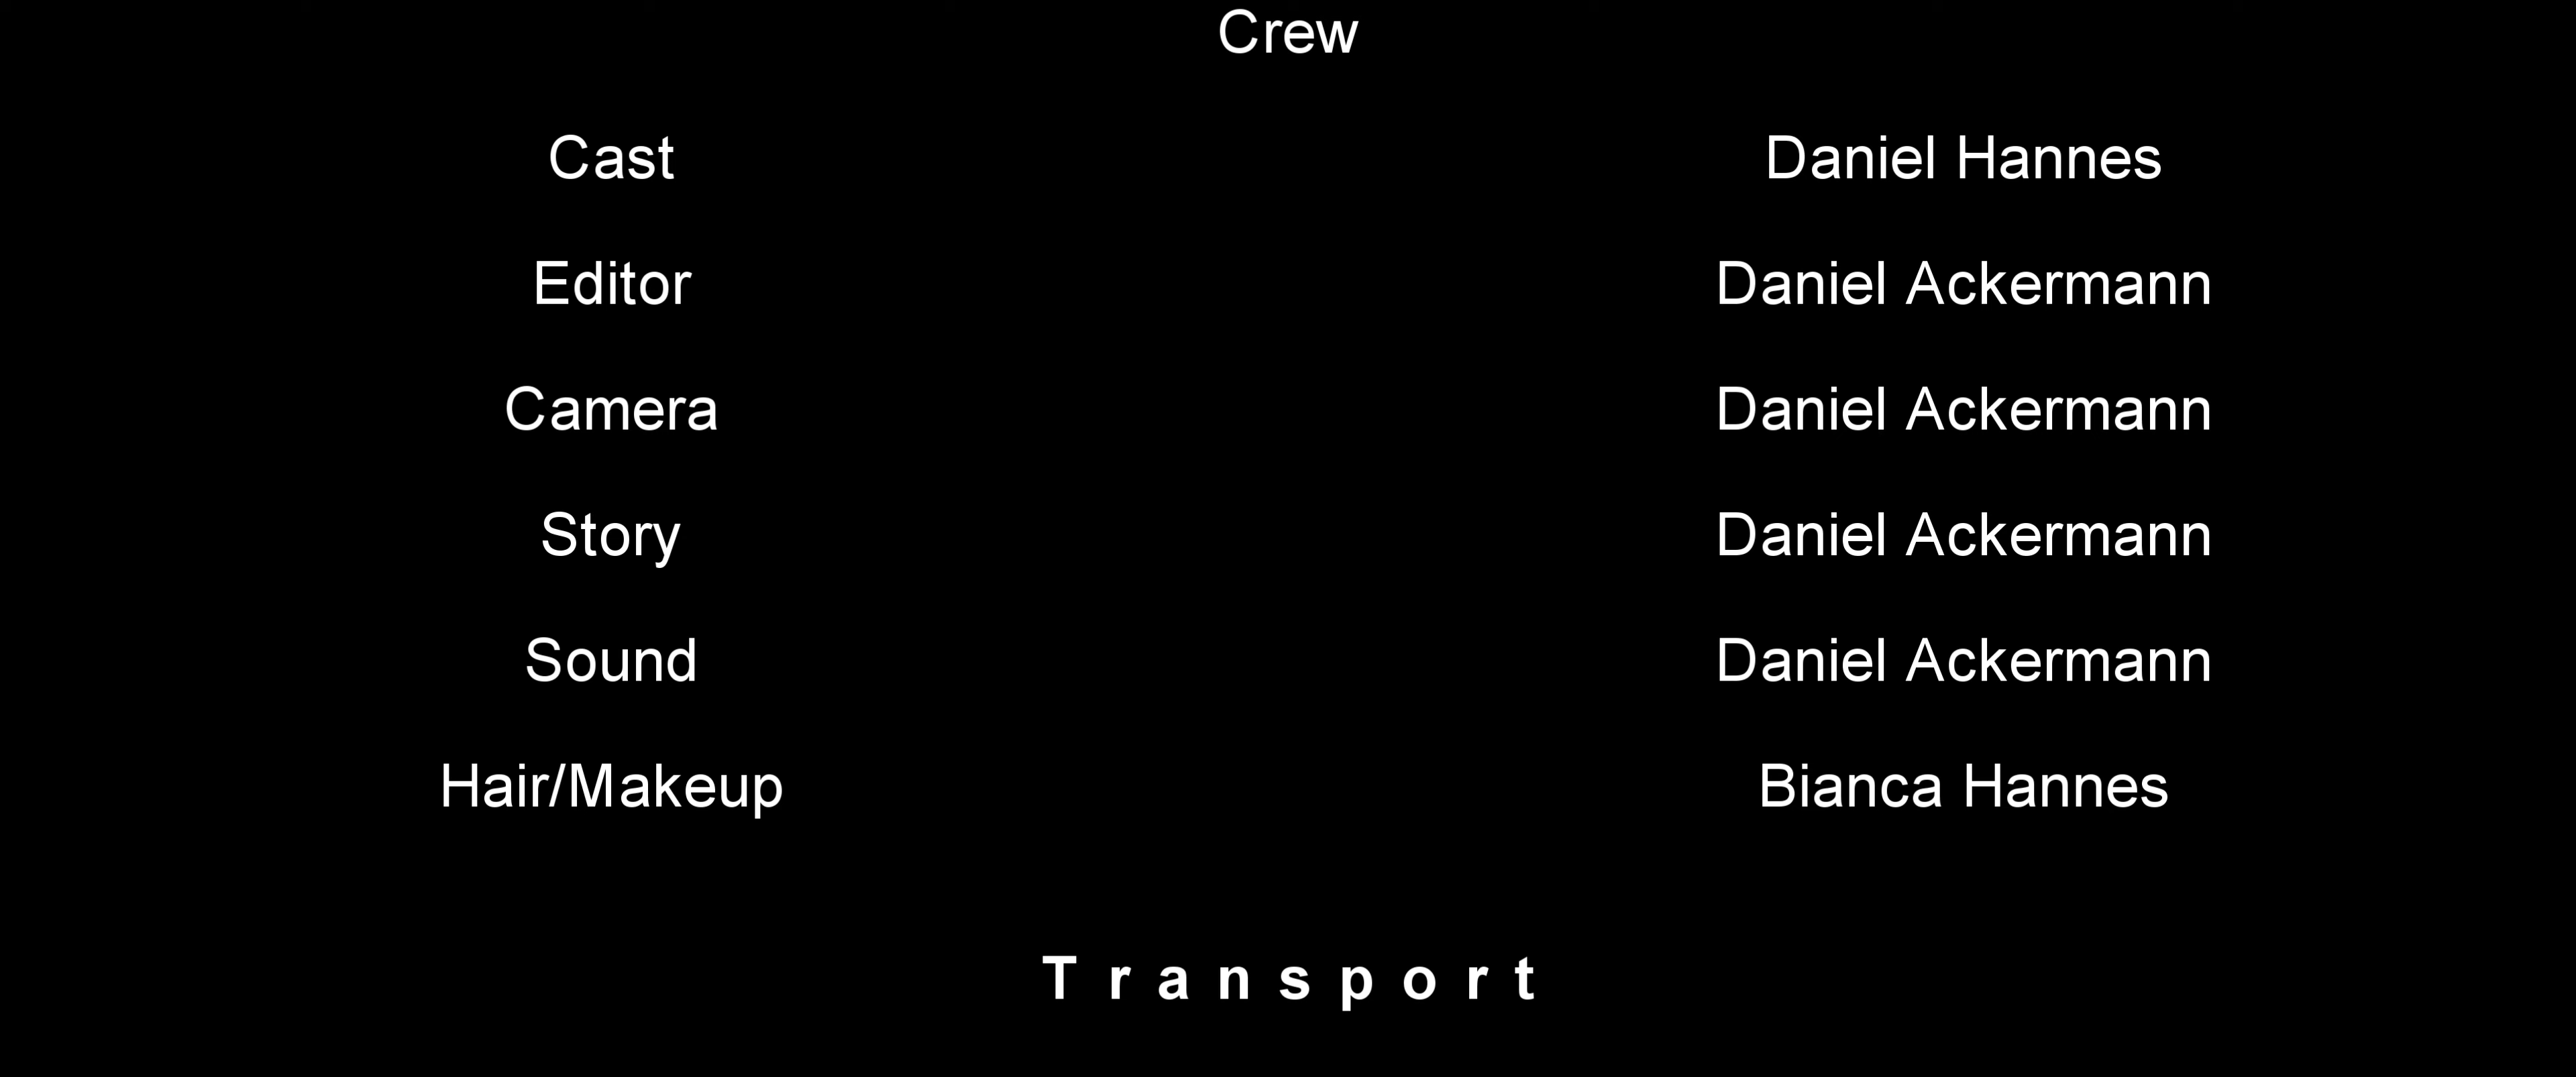 Crew
Cast Daniel Hannes
Editor Daniel Ackermann
Camera Daniel Ackermann
Story Daniel Ackermann
Sound Daniel Ackermann
Hair/Makeup Bianca Hannes
Transport